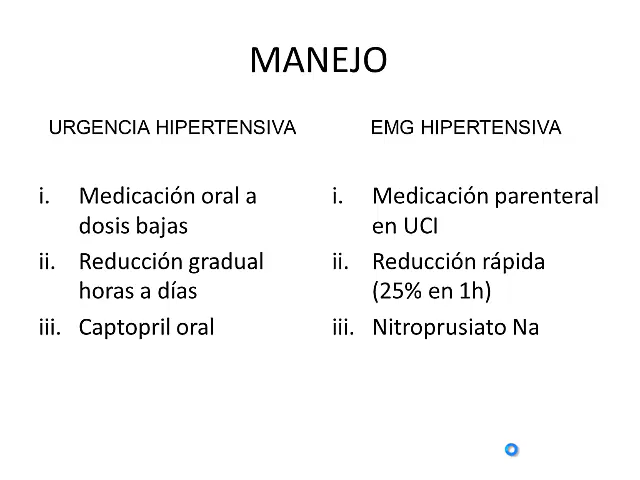 MANEJO
URGENCIA HIPERTENSIVA
i. Medicación oral a
dosis bajas
ii. Reducción gradual
horas a días
iii. Captopril oral
EMG HIPERTENSIVA
i. Medicación parenteral
en UCI
ii. Reducción rápida
(25% en 1h)
iii. Nitroprusiato Na